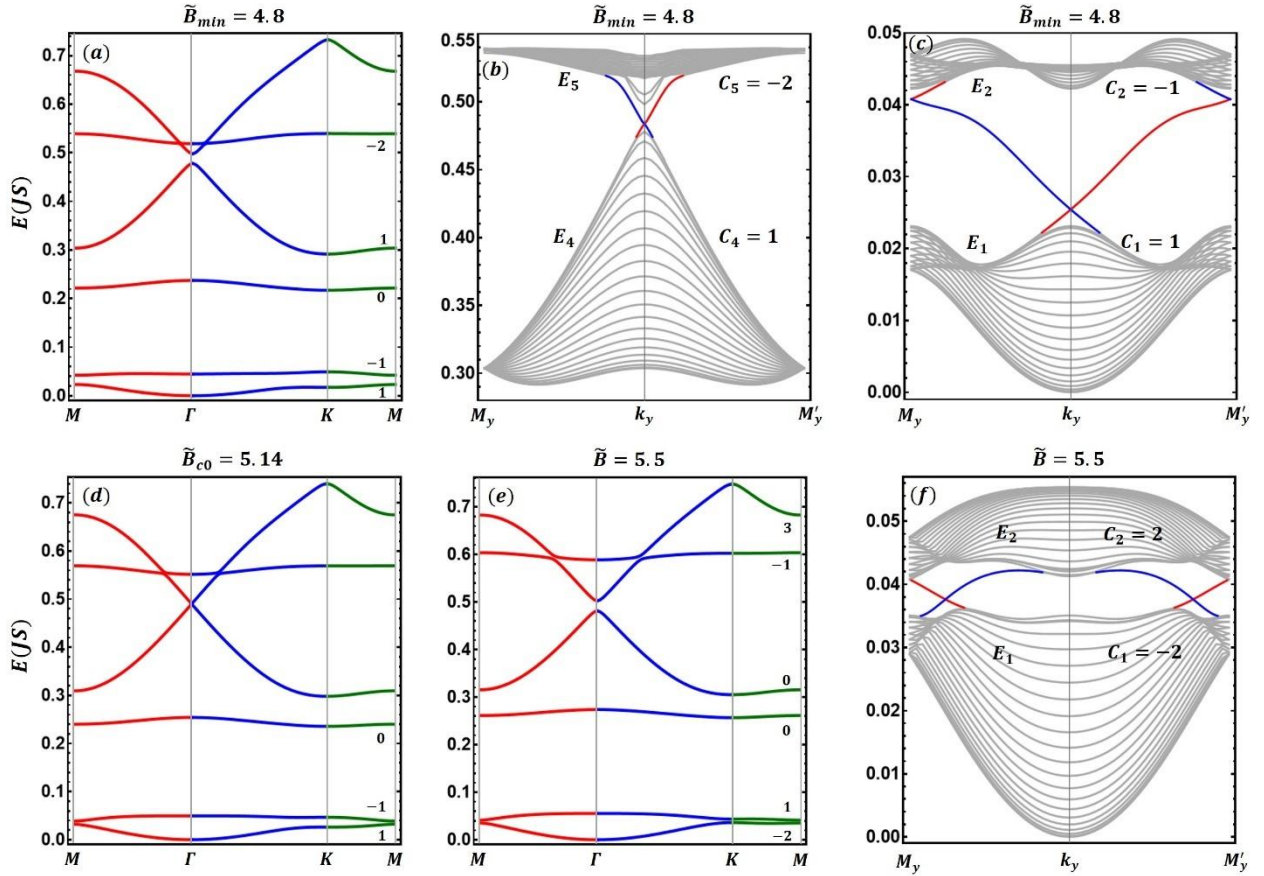 B̃min = 4.8
B̃min = 4.8
B̃min = 4.8
(a)
E(JS)
0.7
0.6
0.5
0.4
0.3
0.2
0.1
0.0
-2
1
0
-1
1
M Γ K M
(b)
0.55
0.50
0.45
0.40
0.35
0.30
E5
C5 = -2
E4
C4 = 1
My ky M'y
(c)
0.05
0.04
0.03
0.02
0.01
0.00
E2
C2 = -1
E1
C1 = 1
My ky M'y
B̃c0 = 5.14
B̃ = 5.5
B̃ = 5.5
(d)
E(JS)
0.7
0.6
0.5
0.4
0.3
0.2
0.1
0.0
0
-1
1
M Γ K M
(e)
0.7
0.6
0.5
0.4
0.3
0.2
0.1
0.0
3
-1
0
0
1
-2
M Γ K M
(f)
0.05
0.04
0.03
0.02
0.01
0.00
E2
C2 = 2
E1
C1 = -2
My ky M'y